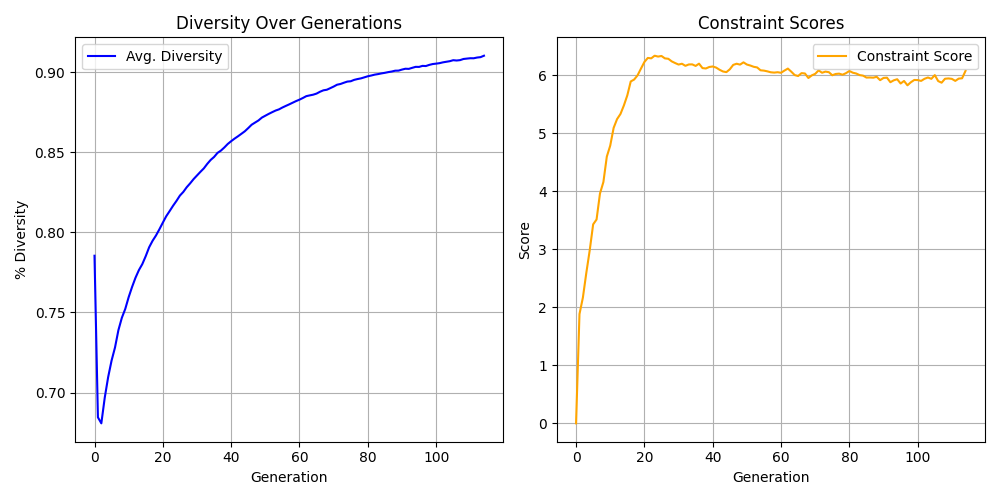 Diversity Over Generations
Avg. Diversity
% Diversity
0.90
0.85
0.80
0.75
0.70
0 20 40 60 80 100
Generation
Constraint Scores
Constraint Score
Score
6
5
4
3
2
1
0
0 20 40 60 80 100
Generation